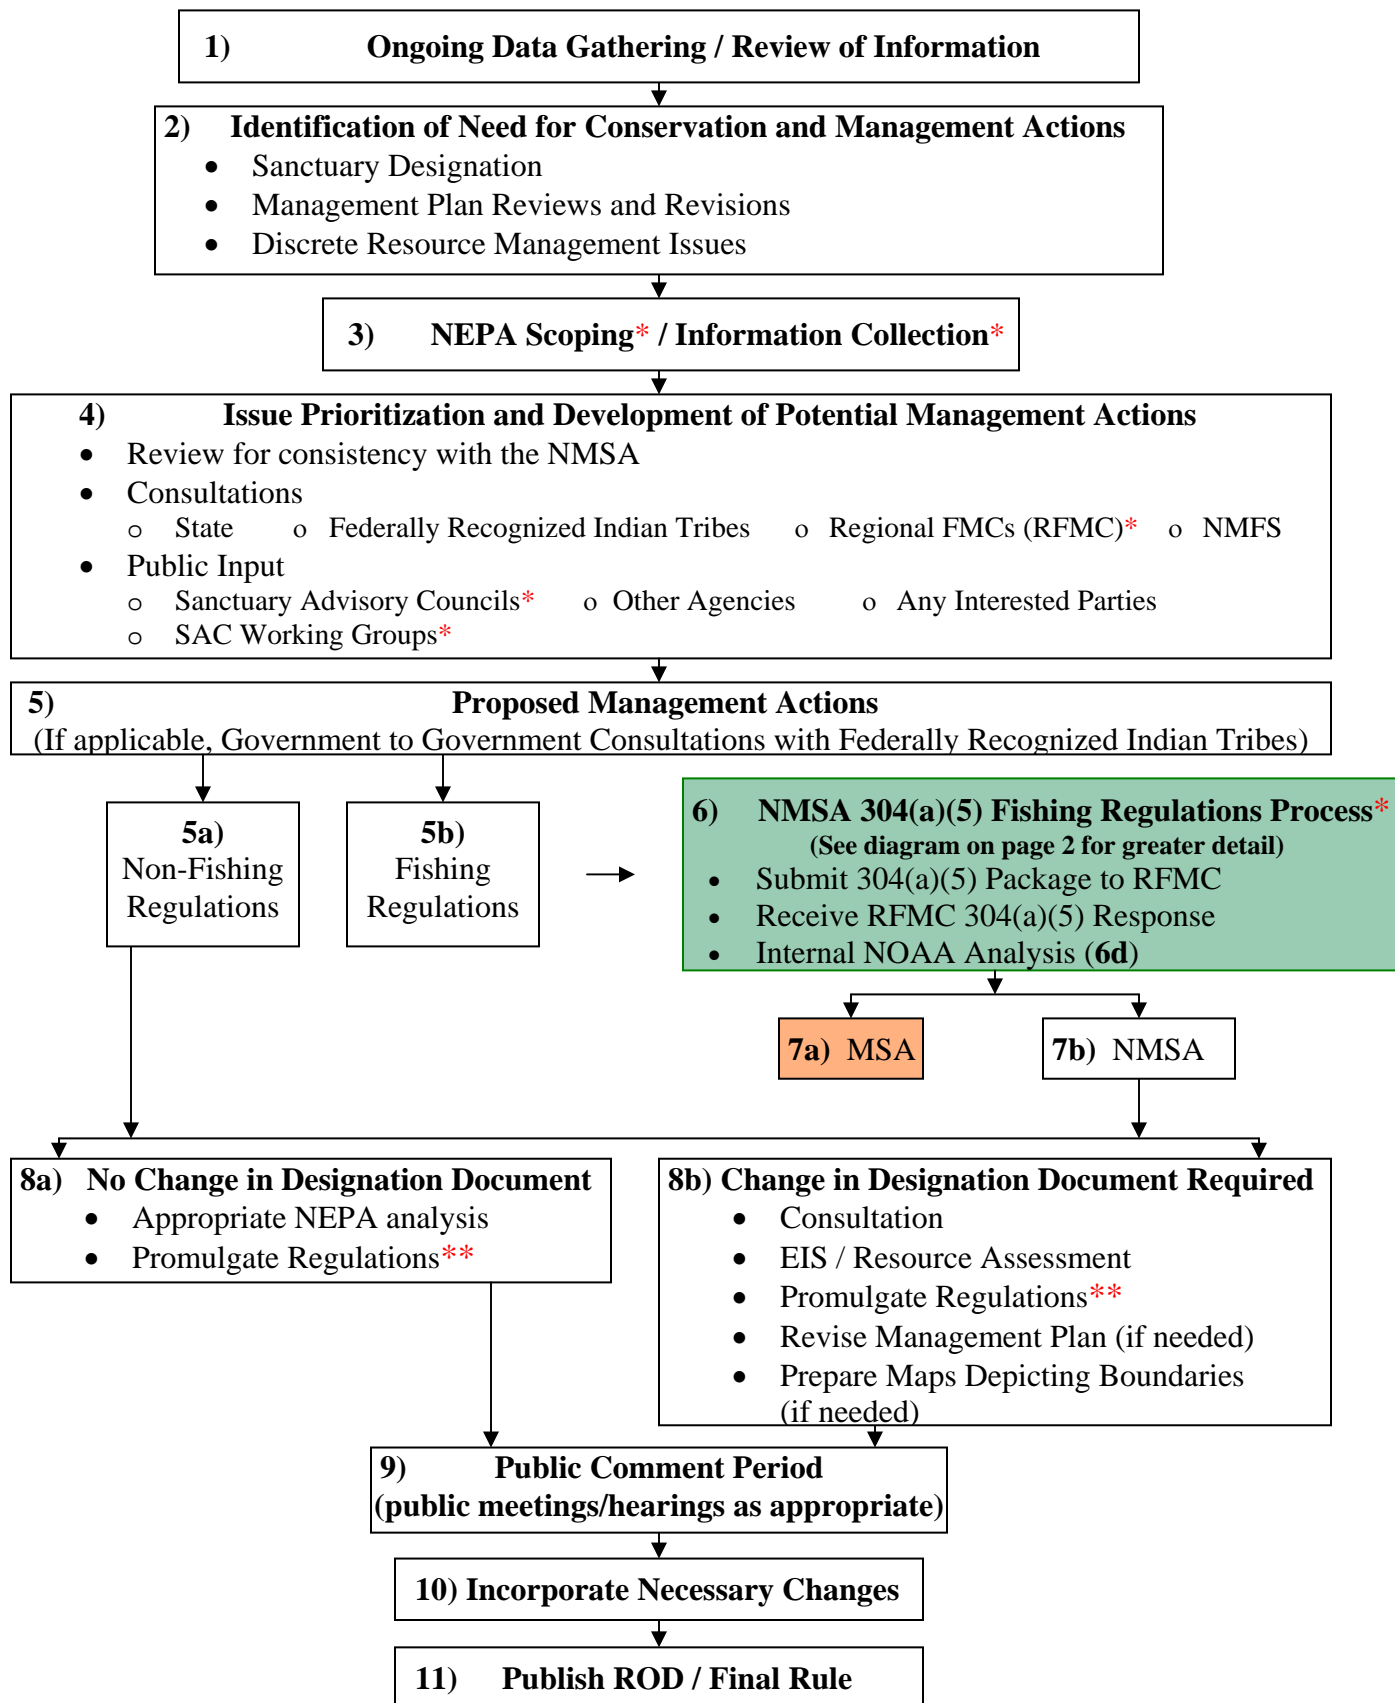 1) Ongoing Data Gathering / Review of Information
2) Identification of Need for Conservation and Management Actions
• Sanctuary Designation
• Management Plan Reviews and Revisions
• Discrete Resource Management Issues
3) NEPA Scoping* / Information Collection*
4) Issue Prioritization and Development of Potential Management Actions
• Review for consistency with the NMSA
• Consultations
o State o Federally Recognized Indian Tribes o Regional FMCs (RFMC)* o NMFS
• Public Input
o Sanctuary Advisory Councils* o Other Agencies o Any Interested Parties
o SAC Working Groups*
5) Proposed Management Actions
(If applicable, Government to Government Consultations with Federally Recognized Indian Tribes)
5a)
Non-Fishing
Regulations
5b)
Fishing
Regulations
6) NMSA 304(a)(5) Fishing Regulations Process*
(See diagram on page 2 for greater detail)
• Submit 304(a)(5) Package to RFMC
• Receive RFMC 304(a)(5) Response
• Internal NOAA Analysis (6d)
7a) MSA
7b) NMSA
8a) No Change in Designation Document
• Appropriate NEPA analysis
• Promulgate Regulations**
8b) Change in Designation Document Required
• Consultation
• EIS / Resource Assessment
• Promulgate Regulations**
• Revise Management Plan (if needed)
• Prepare Maps Depicting Boundaries
(if needed)
9) Public Comment Period
(public meetings/hearings as appropriate)
10) Incorporate Necessary Changes
11) Publish ROD / Final Rule